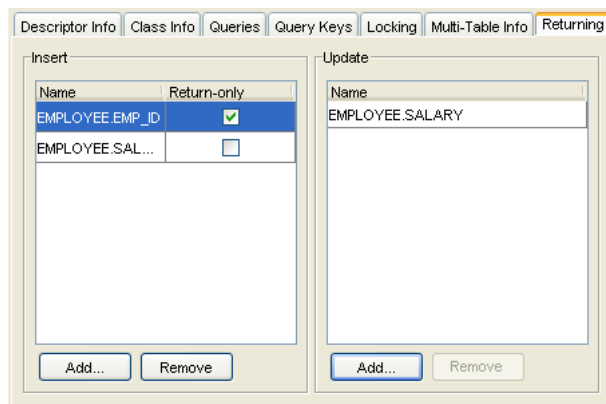 Descriptor Info Class Info Queries Query Keys Locking Multi-Table Info Returning
Insert
Name Return-only
EMPLOYEE.EMP_ID
EMPLOYEE.SAL...
Add... Remove
Update
Name
EMPLOYEE.SALARY
Add... Remove